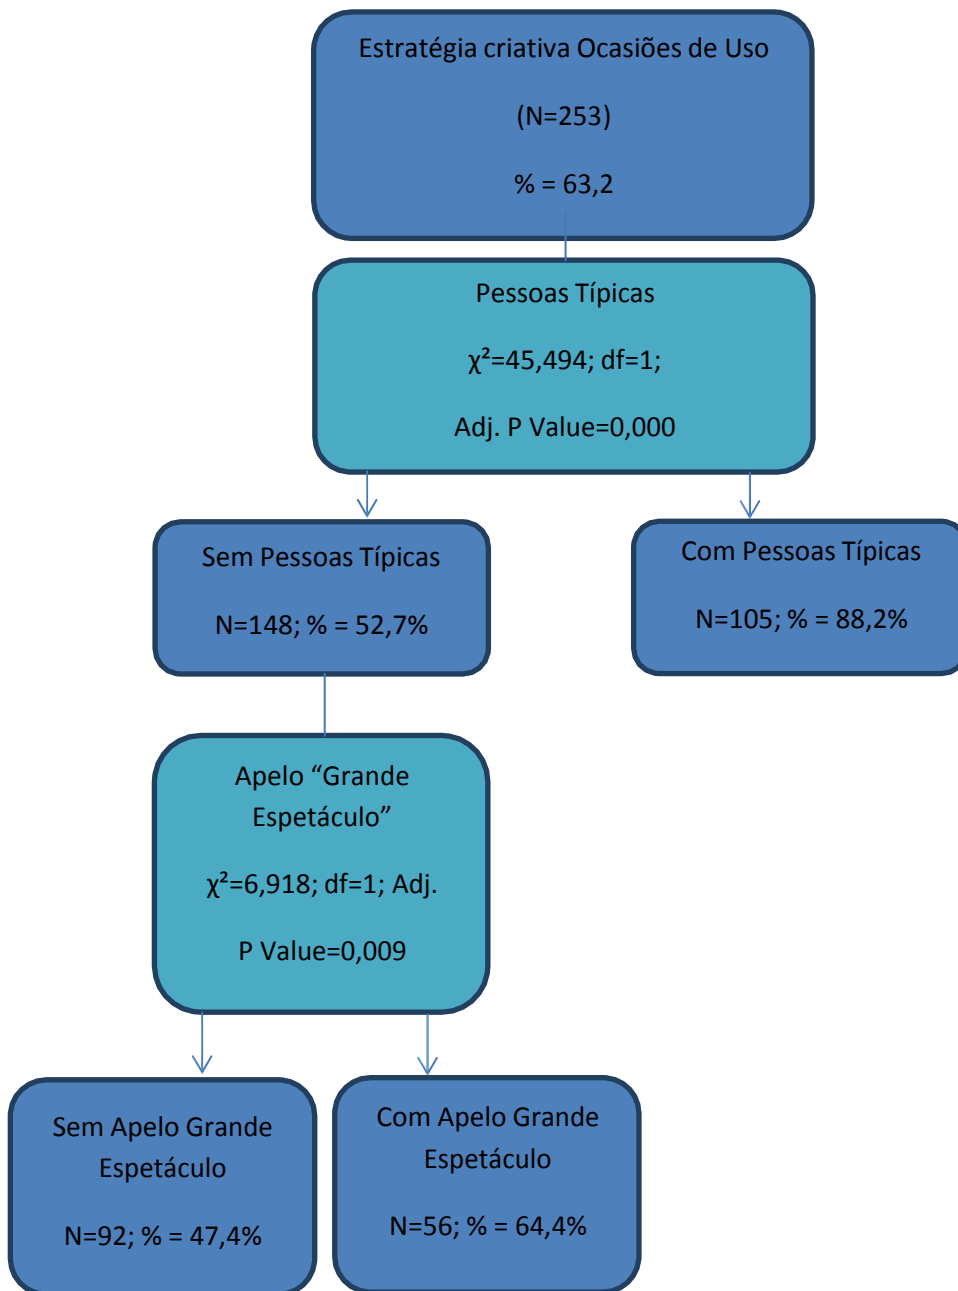 Estratégia criativa Ocasiões de Uso
(N=253)
% = 63,2
Pessoas Típicas
χ²=45,494; df=1;
Adj. P Value=0,000
Sem Pessoas Típicas
N=148; % = 52,7%
Com Pessoas Típicas
N=105; % = 88,2%
Apelo “Grande
Espetáculo”
χ²=6,918; df=1; Adj.
P Value=0,009
Sem Apelo Grande
Espetáculo
N=92; % = 47,4%
Com Apelo Grande
Espetáculo
N=56; % = 64,4%